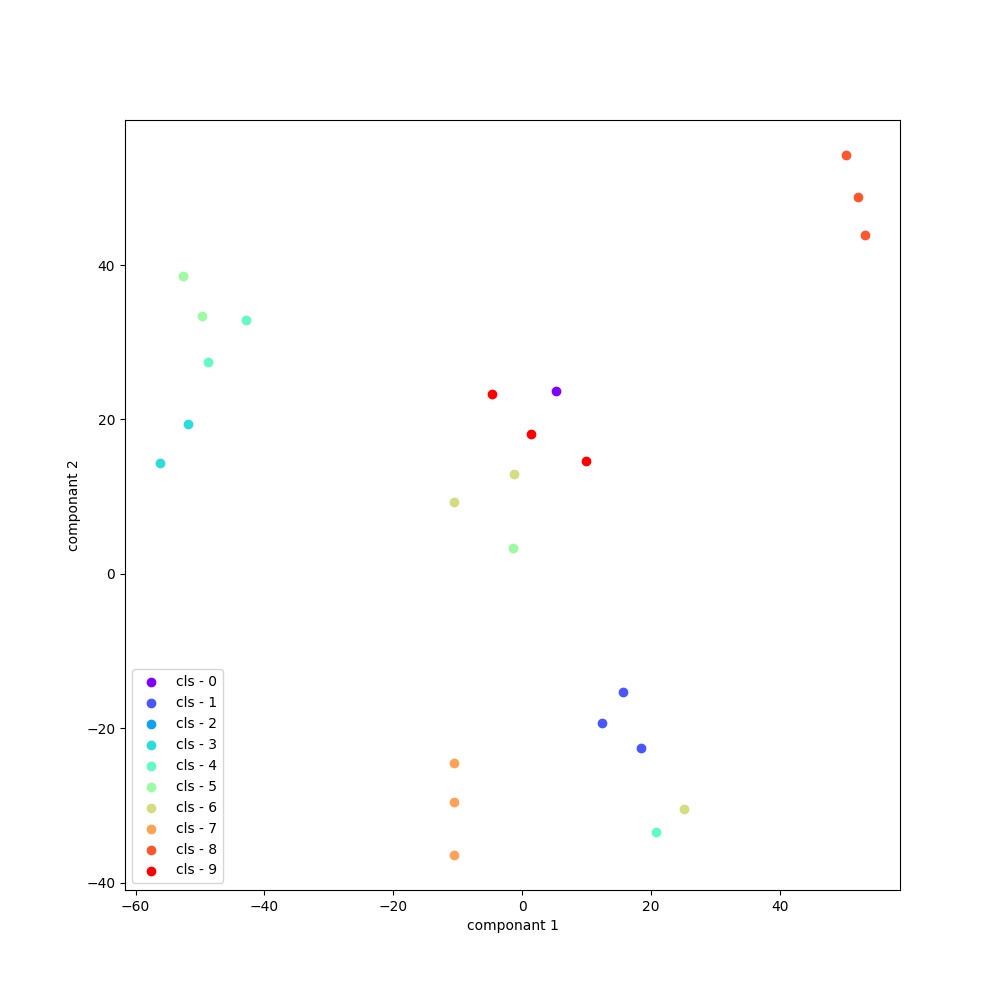 40
20
0
−20
−40
componant 2
cls - 0
cls - 1
cls - 2
cls - 3
cls - 4
cls - 5
cls - 6
cls - 7
cls - 8
cls - 9
−60
−40
−20
0
20
40
componant 1